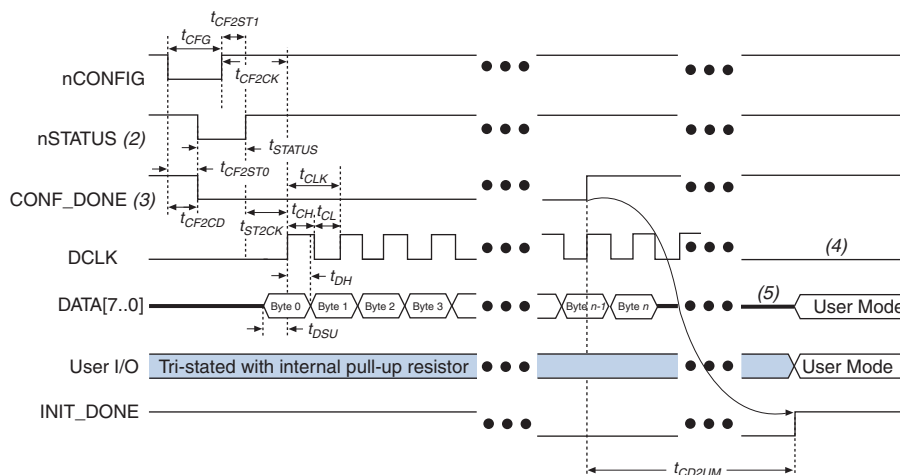 tCF2ST1
tCFG
nCONFIG
tCF2CK
nSTATUS (2)
tSTATUS
tCF2ST0
tCLK
CONF_DONE (3)
tCF2CD
tST2CK
tCH
tCL
DCLK
(4)
tDH
DATA[7..0]
Byte 0
Byte 1
Byte 2
Byte 3
Byte n-1
Byte n
(5)
User Mode
tDSU
User I/O
Tri-stated with internal pull-up resistor
User Mode
INIT_DONE
tCD2UM